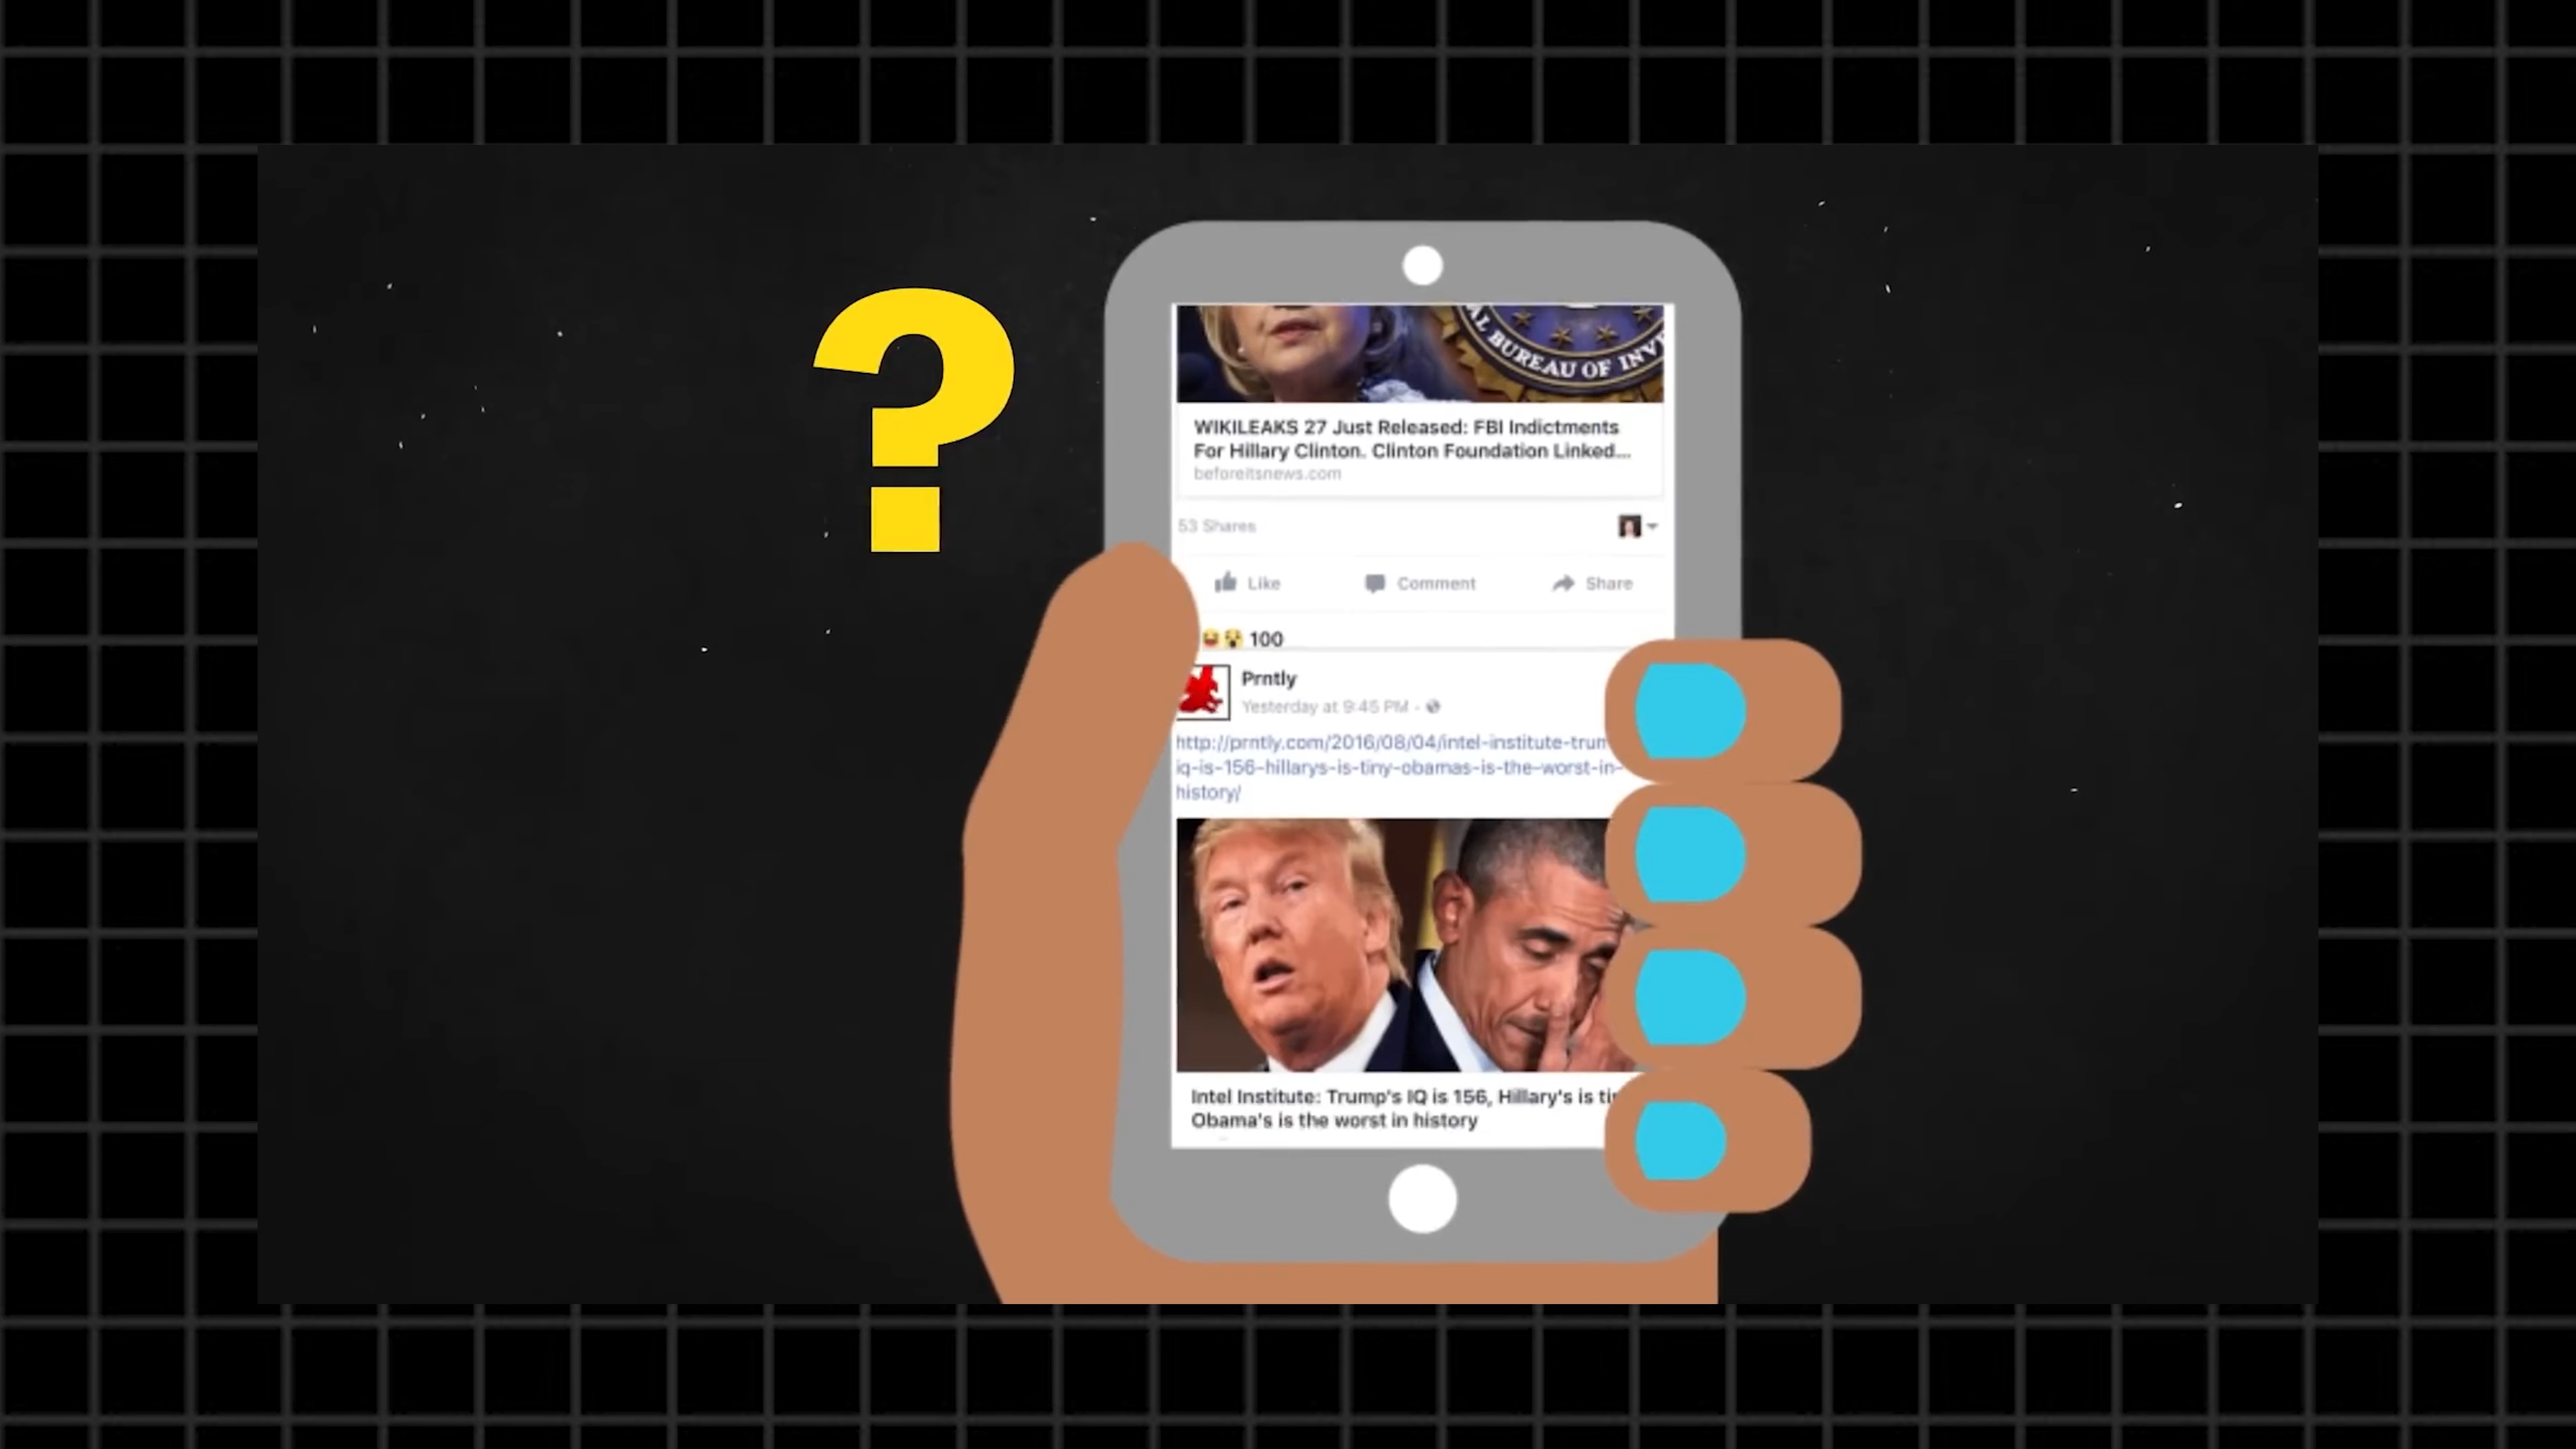 ?
AL BUREAU OF INV
WIKILEAKS 27 Just Released: FBI Indictments
For Hillary Clinton. Clinton Foundation Linked...
beforeitsnews.com
53 Shares
Like Comment Share
100
Prntly
Yesterday at 9:45 PM -
http://prntly.com/2016/08/04/intel-institute-trum
iq-is-156-hillarys-is-tiny-obamas-is-the-worst-in-
history/
Intel Institute: Trump's IQ is 156, Hillary's is ti
Obama's is the worst in history